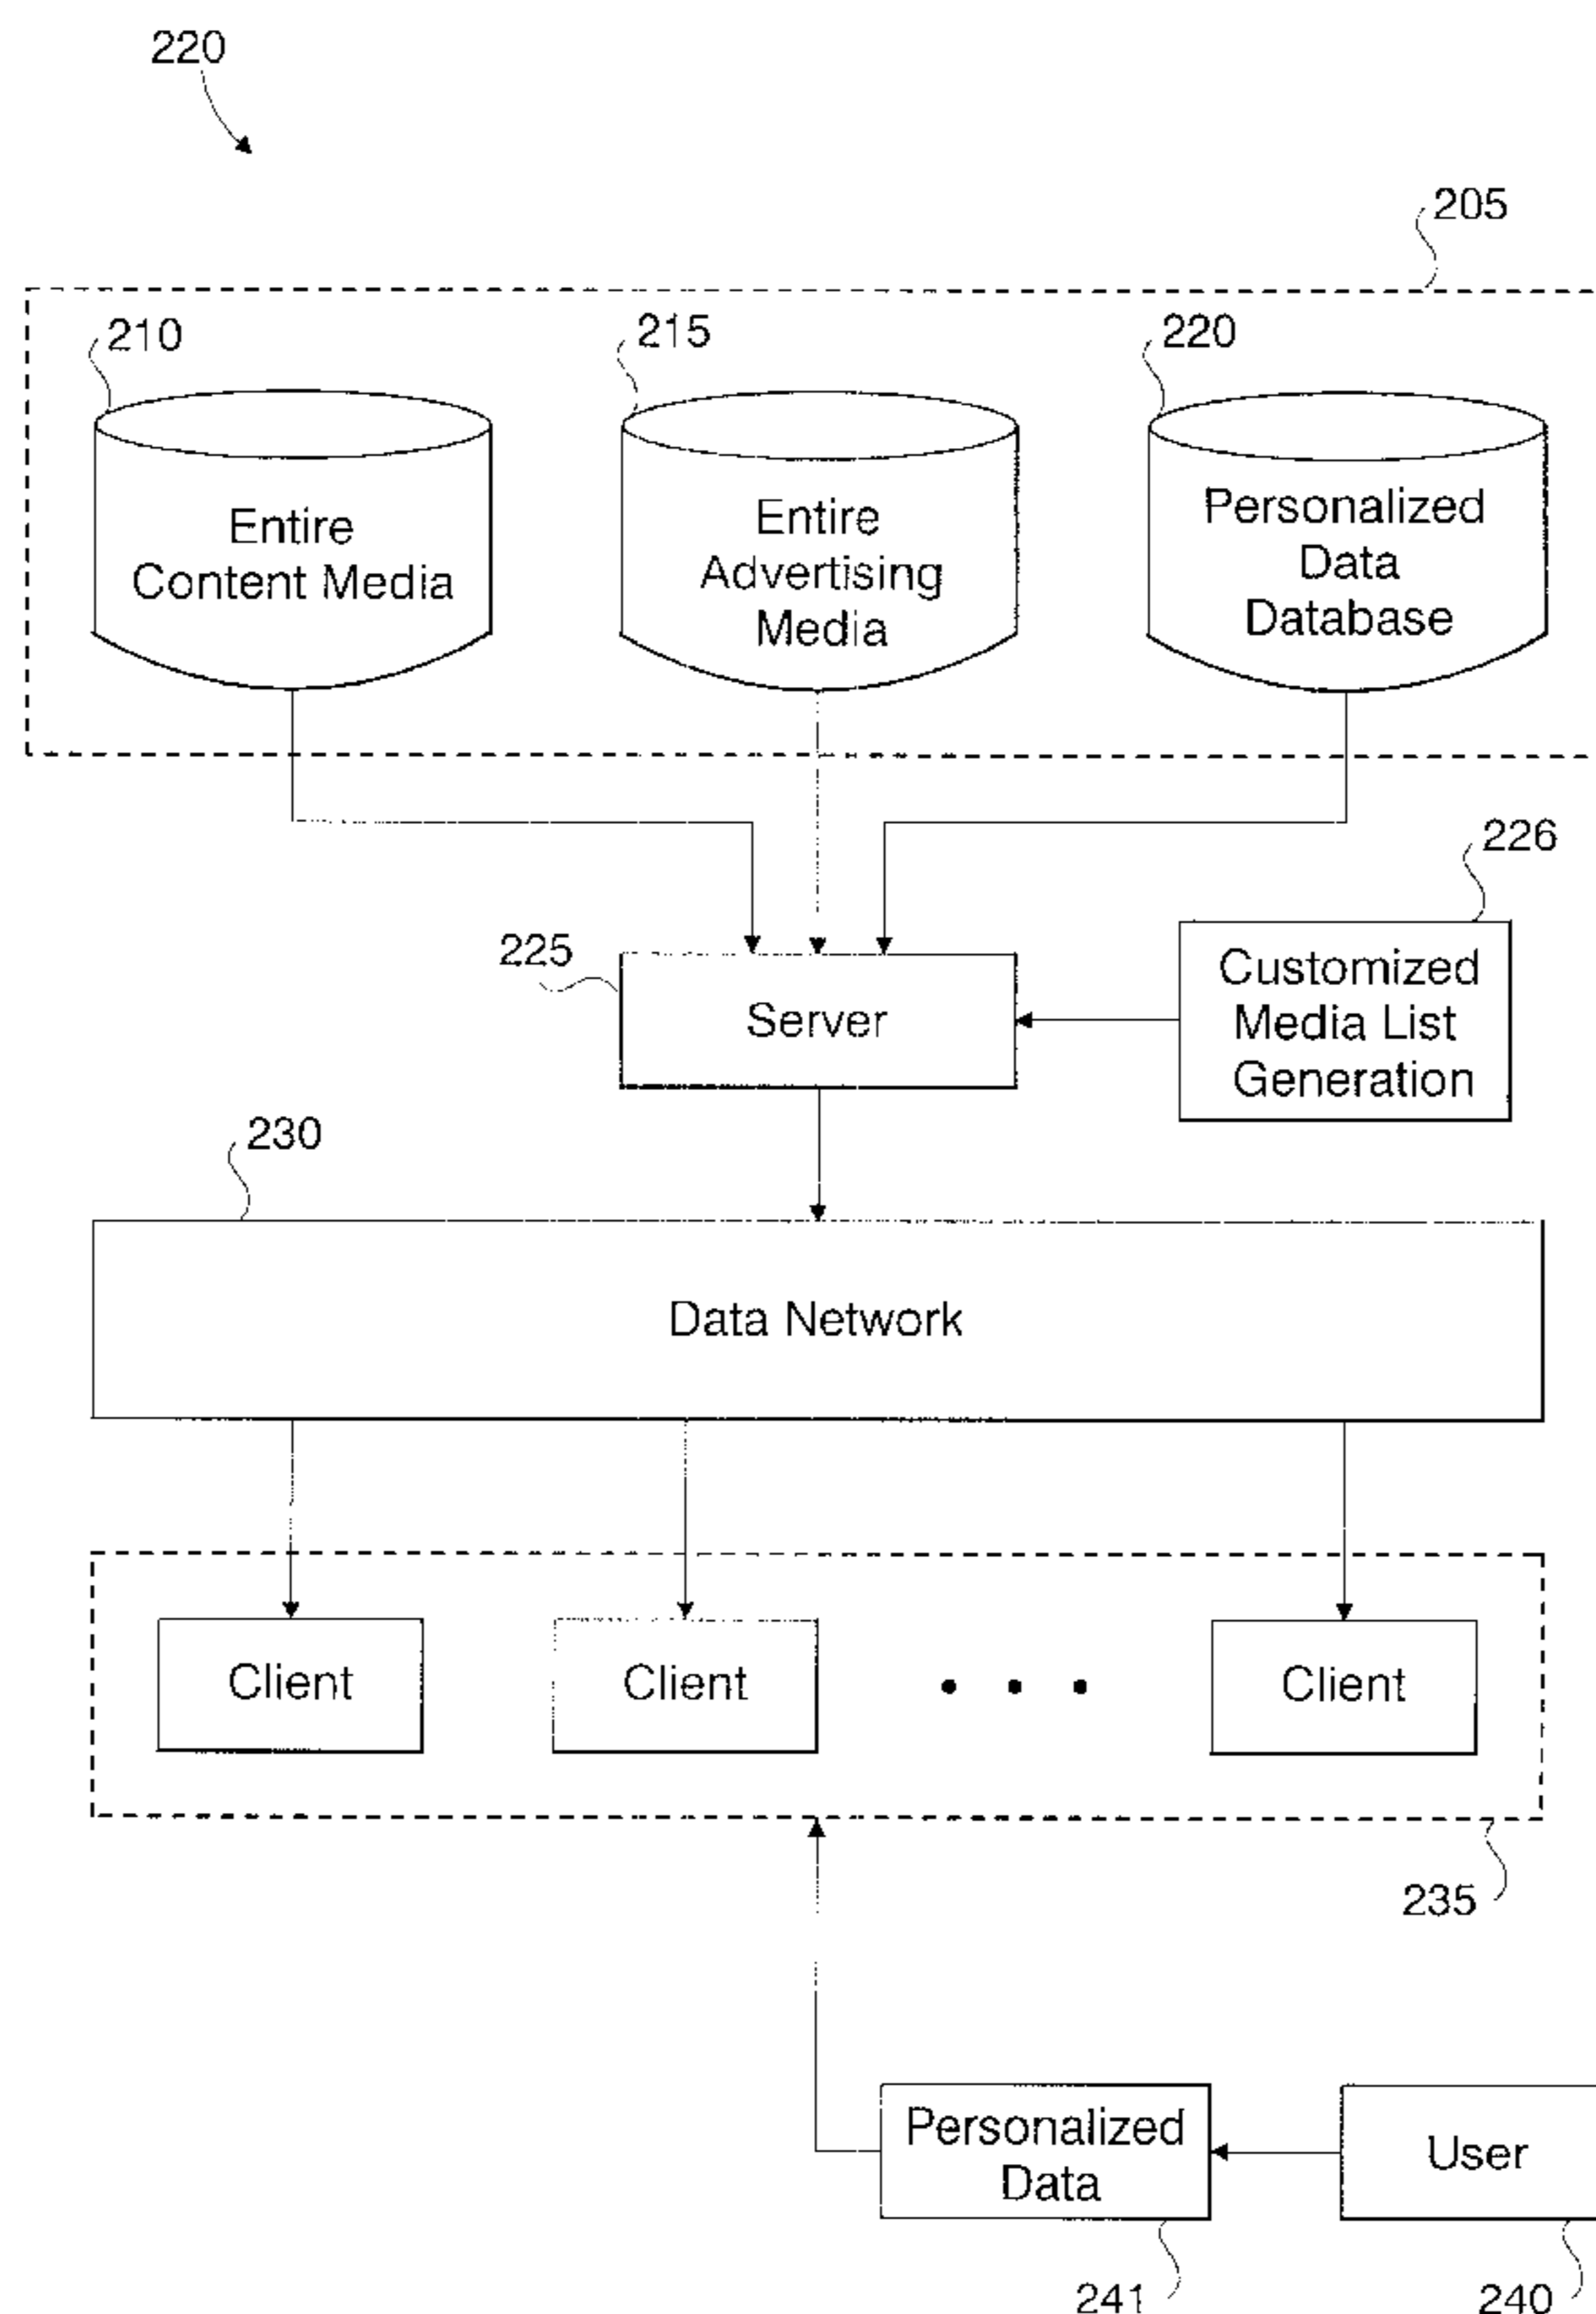 220
205
210
215
220
Entire
Content Media
Entire
Advertising
Media
Personalized
Data
Database
226
225
Server
Customized
Media List
Generation
230
Data Network
Client
Client
Client
235
Personalized
Data
User
241
240